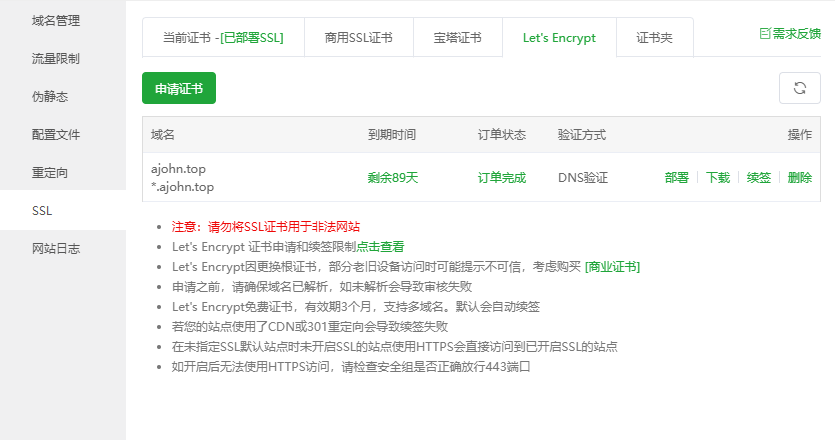 域名管理
流量限制
伪静态
配置文件
重定向
SSL
网站日志
当前证书 -[已部署SSL]
商用SSL证书
宝塔证书
Let's Encrypt
证书夹
需求反馈
申请证书
域名 到期时间 订单状态 验证方式 操作
ajohn.top
*.ajohn.top
剩余89天 订单完成 DNS验证 部署 | 下载 | 续签 | 删除
注意：请勿将SSL证书用于非法网站
Let's Encrypt 证书申请和续签限制点击查看
Let's Encrypt因更换根证书，部分老旧设备访问时可能提示不可信，考虑购买 [商业证书]
申请之前，请确保域名已解析，如未解析会导致审核失败
Let's Encrypt免费证书，有效期3个月，支持多域名。默认会自动续签
若您的站点使用了CDN或301重定向会导致续签失败
在未指定SSL默认站点时未开启SSL的站点使用HTTPS会直接访问到已开启SSL的站点
如开启后无法使用HTTPS访问，请检查安全组是否正确放行443端口